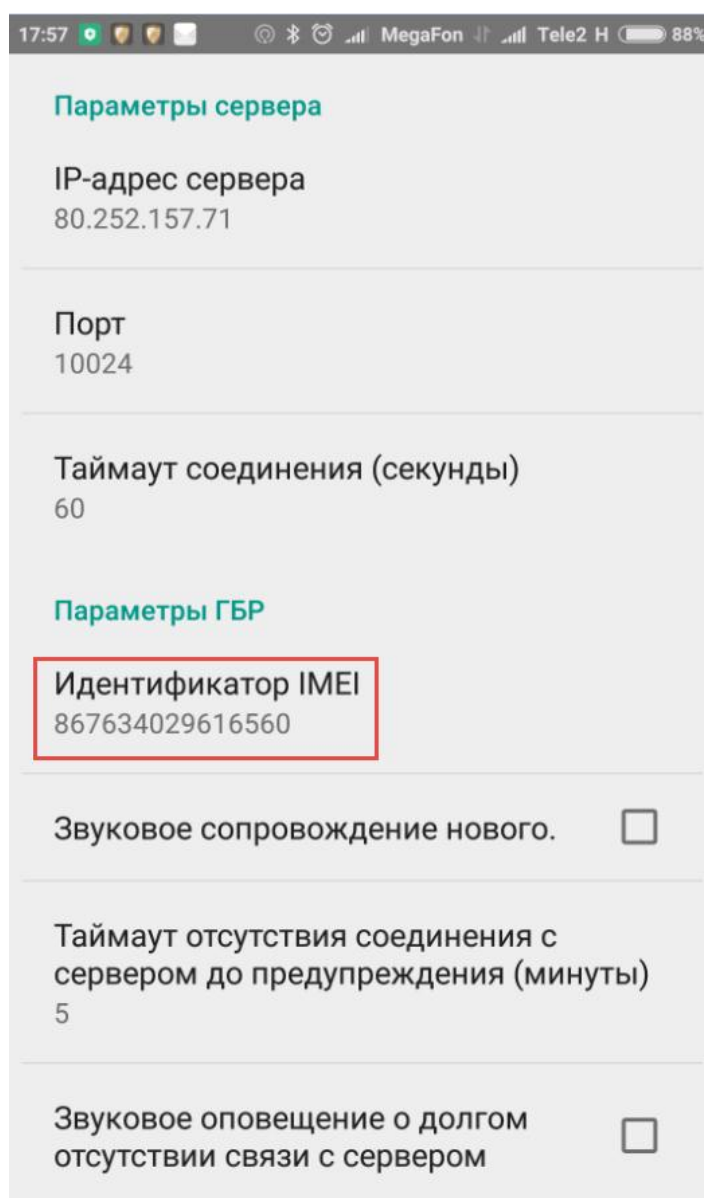 17:57 MegaFon Tele2 H 88%
Параметры сервера
IP-адрес сервера
80.252.157.71
Порт
10024
Таймаут соединения (секунды)
60
Параметры ГБР
Идентификатор IMEI
867634029616560
Звуковое сопровождение нового.
Таймаут отсутствия соединения с
сервером до предупреждения (минуты)
5
Звуковое оповещение о долгом
отсутствии связи с сервером